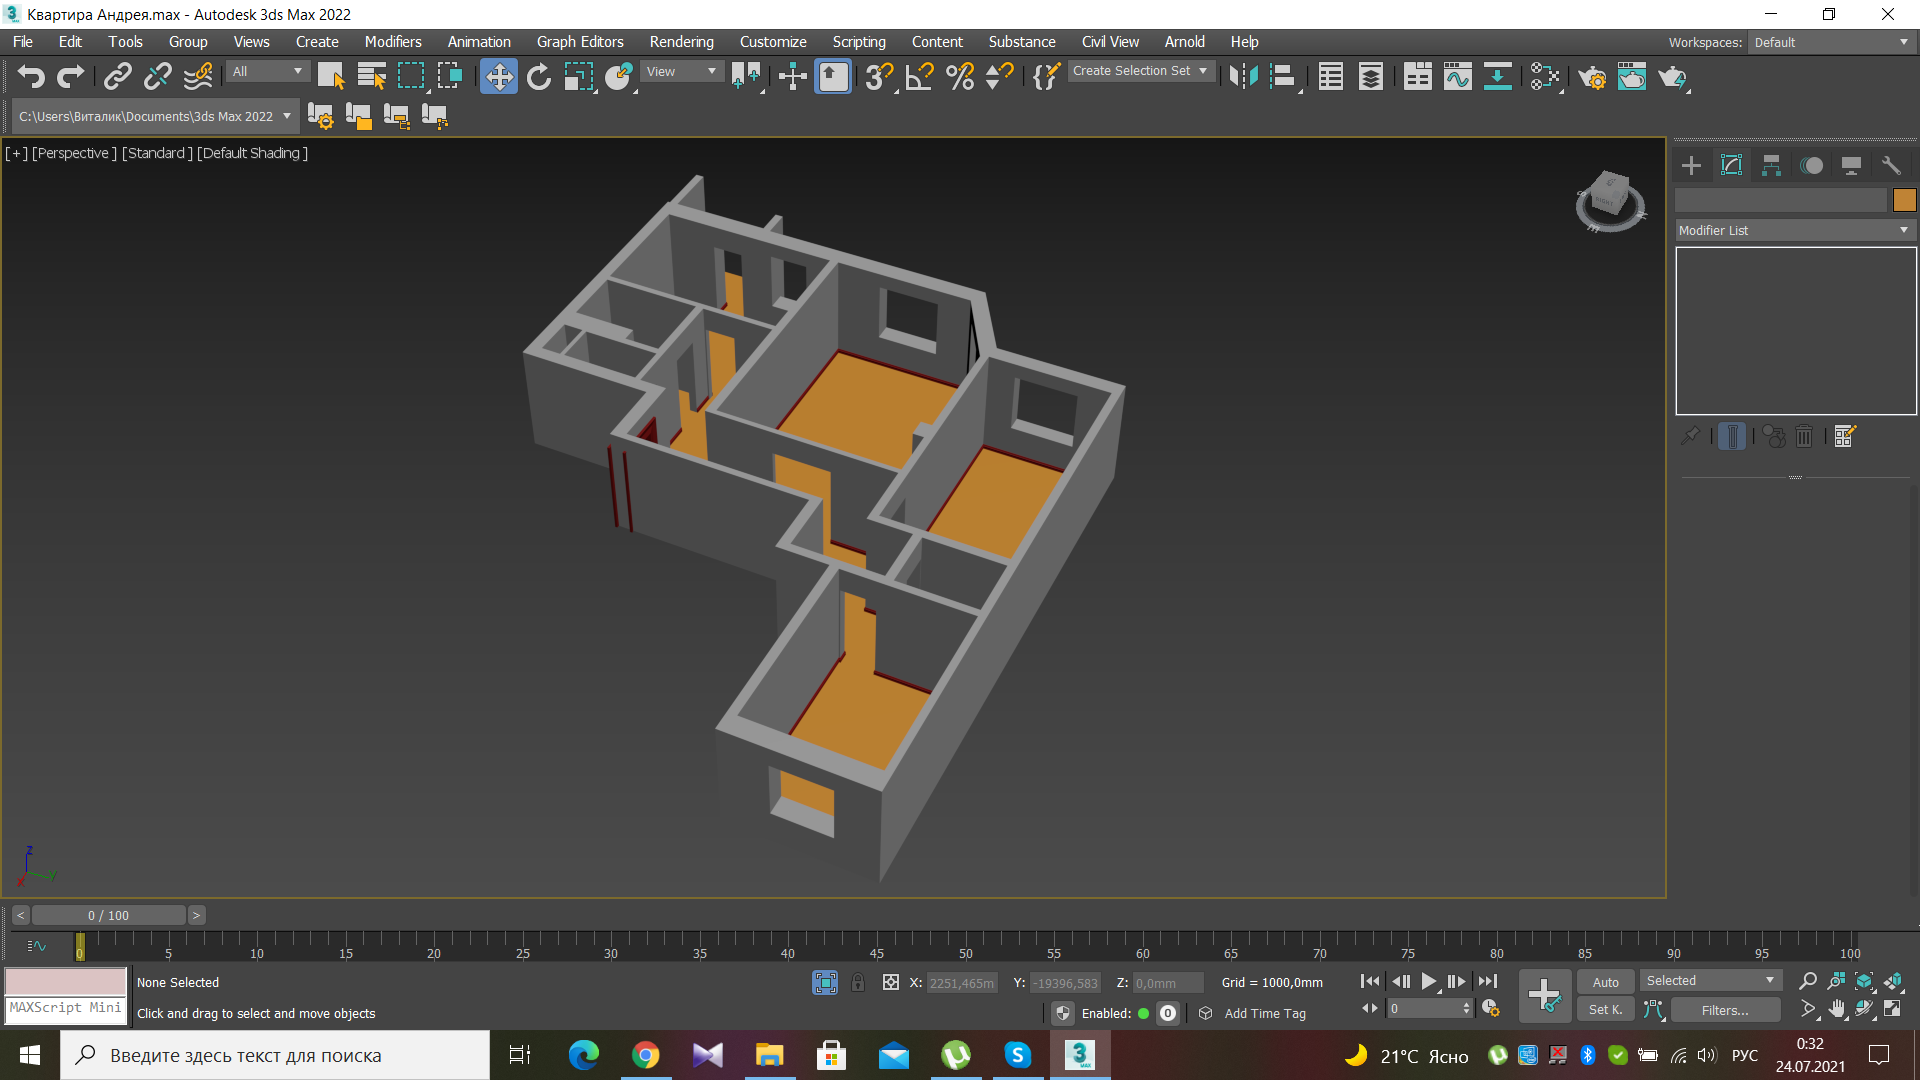 Квартира Андрея.max - Autodesk 3ds Max 2022
File Edit Tools Group Views Create Modifiers Animation Graph Editors Rendering Customize Scripting Content Substance Civil View Arnold Help
Workspaces: Default
All View Create Selection Set
C:\Users\Виталик\Documents\3ds Max 2022
[+] [Perspective] [Standard] [Default Shading]
RIGHT
Modifier List
z
x y
< 0 / 100 >
0 5 10 15 20 25 30 35 40 45 50 55 60 65 70 75 80 85 90 95 100
None Selected X: 2251,465m Y: -19396,583 Z: 0,0mm Grid = 1000,0mm Auto Selected
MAXScript Mini Click and drag to select and move objects Enabled: 0 Add Time Tag 0 Set K. Filters...
Введите здесь текст для поиска 21°C Ясно РУС 0:32
24.07.2021